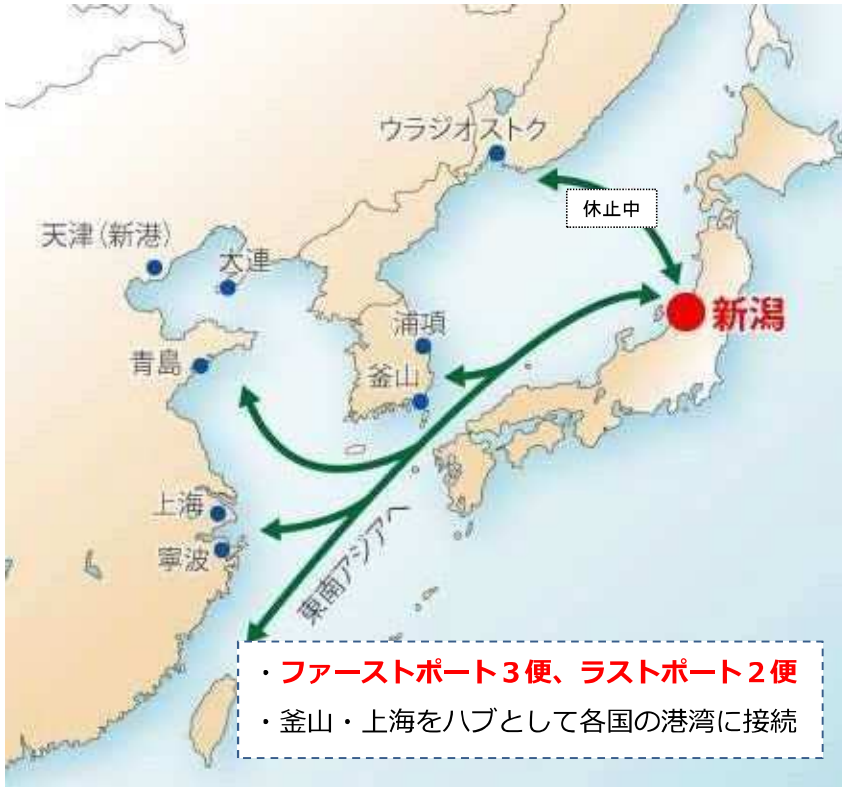 ウラジオストク
休止中
天津（新港）
大連
新潟
浦項
青島
釜山
上海
寧波
東南アジアへ
・ファーストポート３便、ラストポート２便
・釜山・上海をハブとして各国の港湾に接続